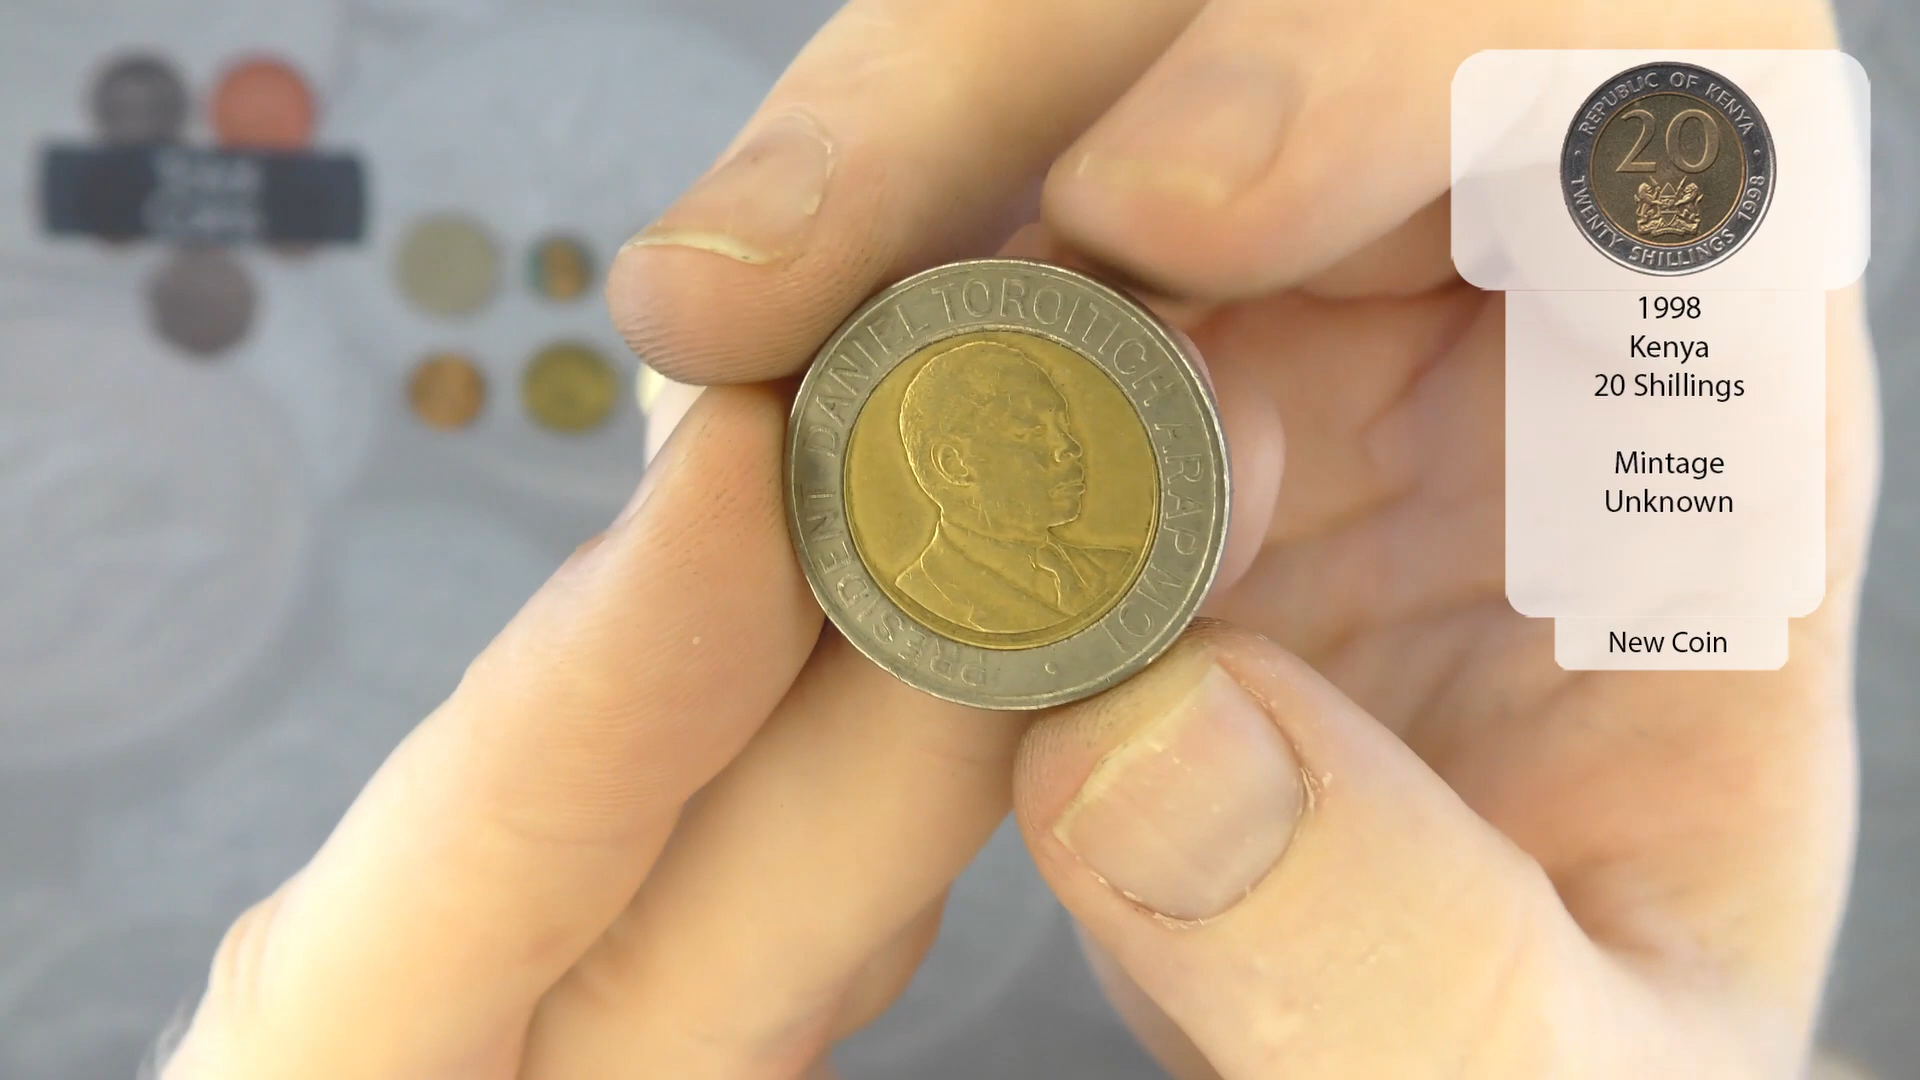 PRESIDENT DANIEL TOROITICH ARAP MOI
REPUBLIC OF KENYA
20
TWENTY SHILLINGS 1998
1998
Kenya
20 Shillings
Mintage
Unknown
New Coin